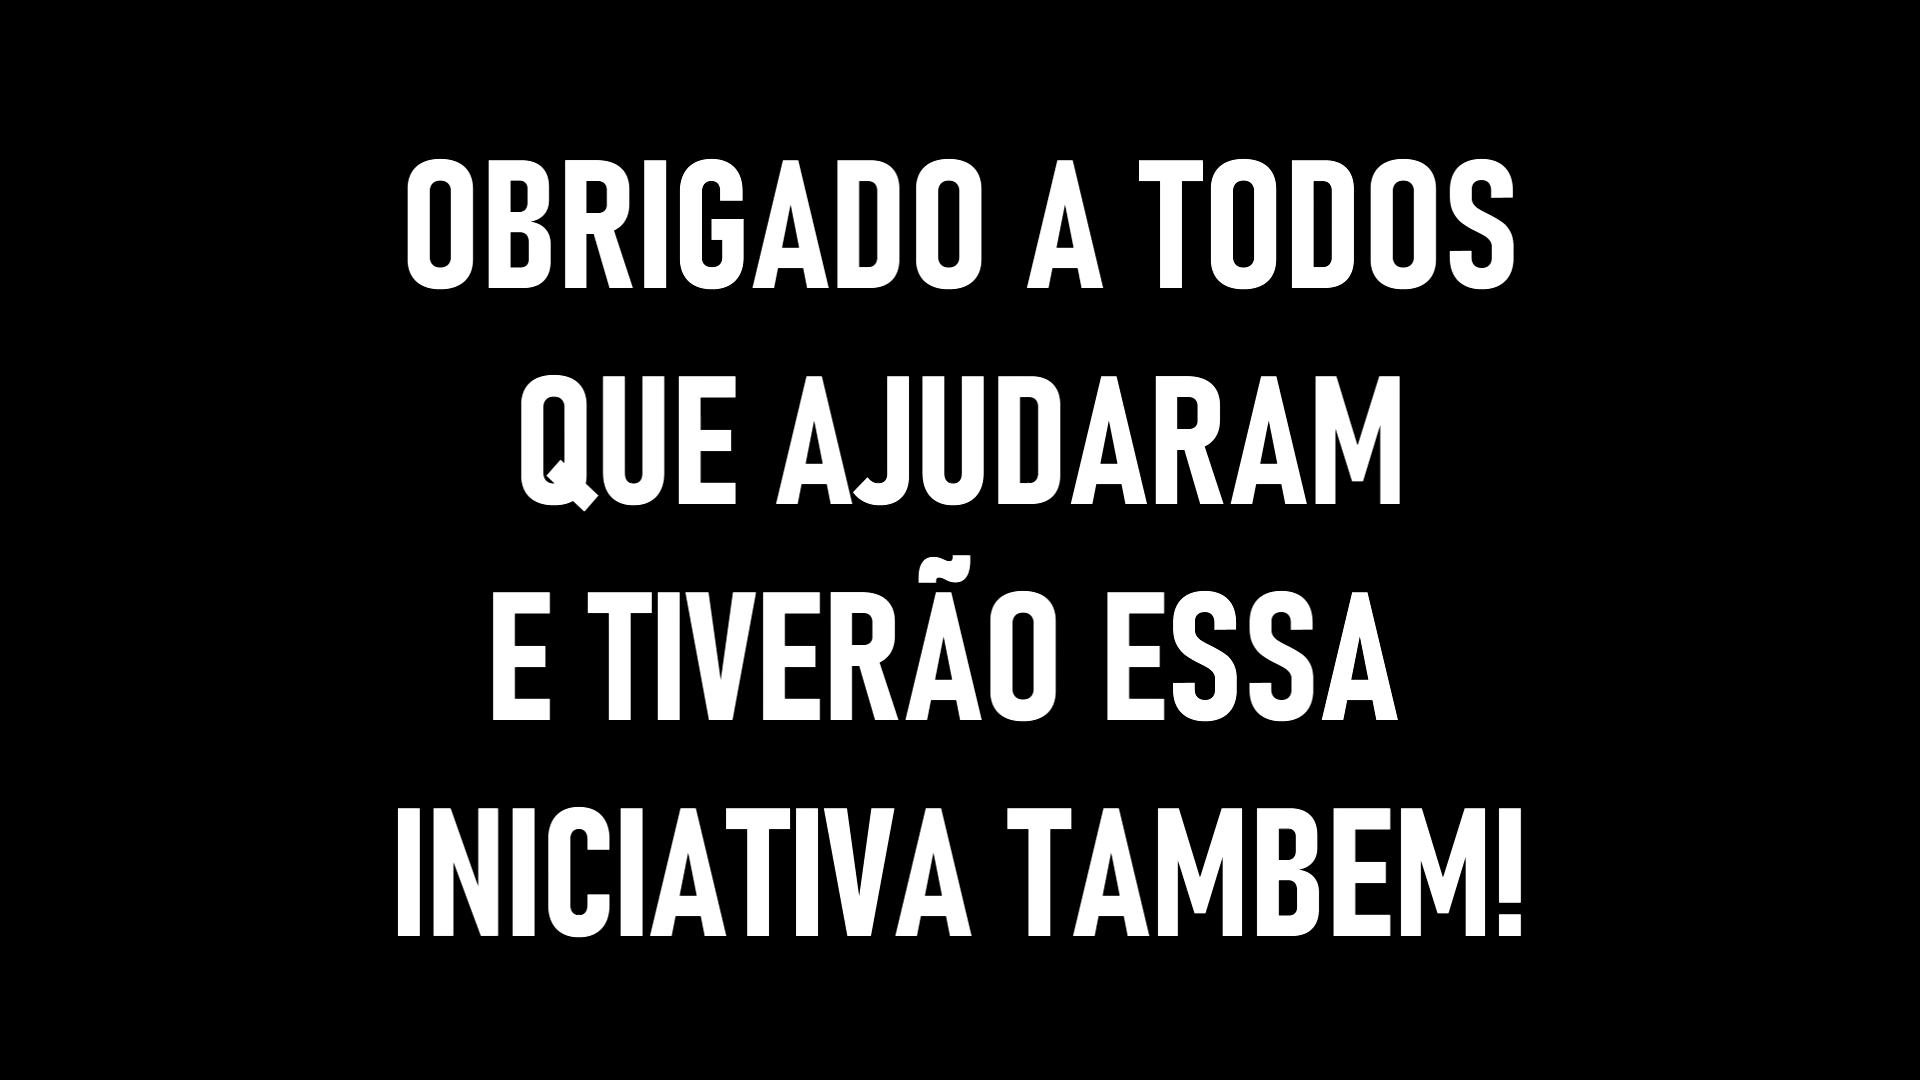 OBRIGADO A TODOS
QUE AJUDARAM
E TIVERÃO ESSA
INICIATIVA TAMBEM!